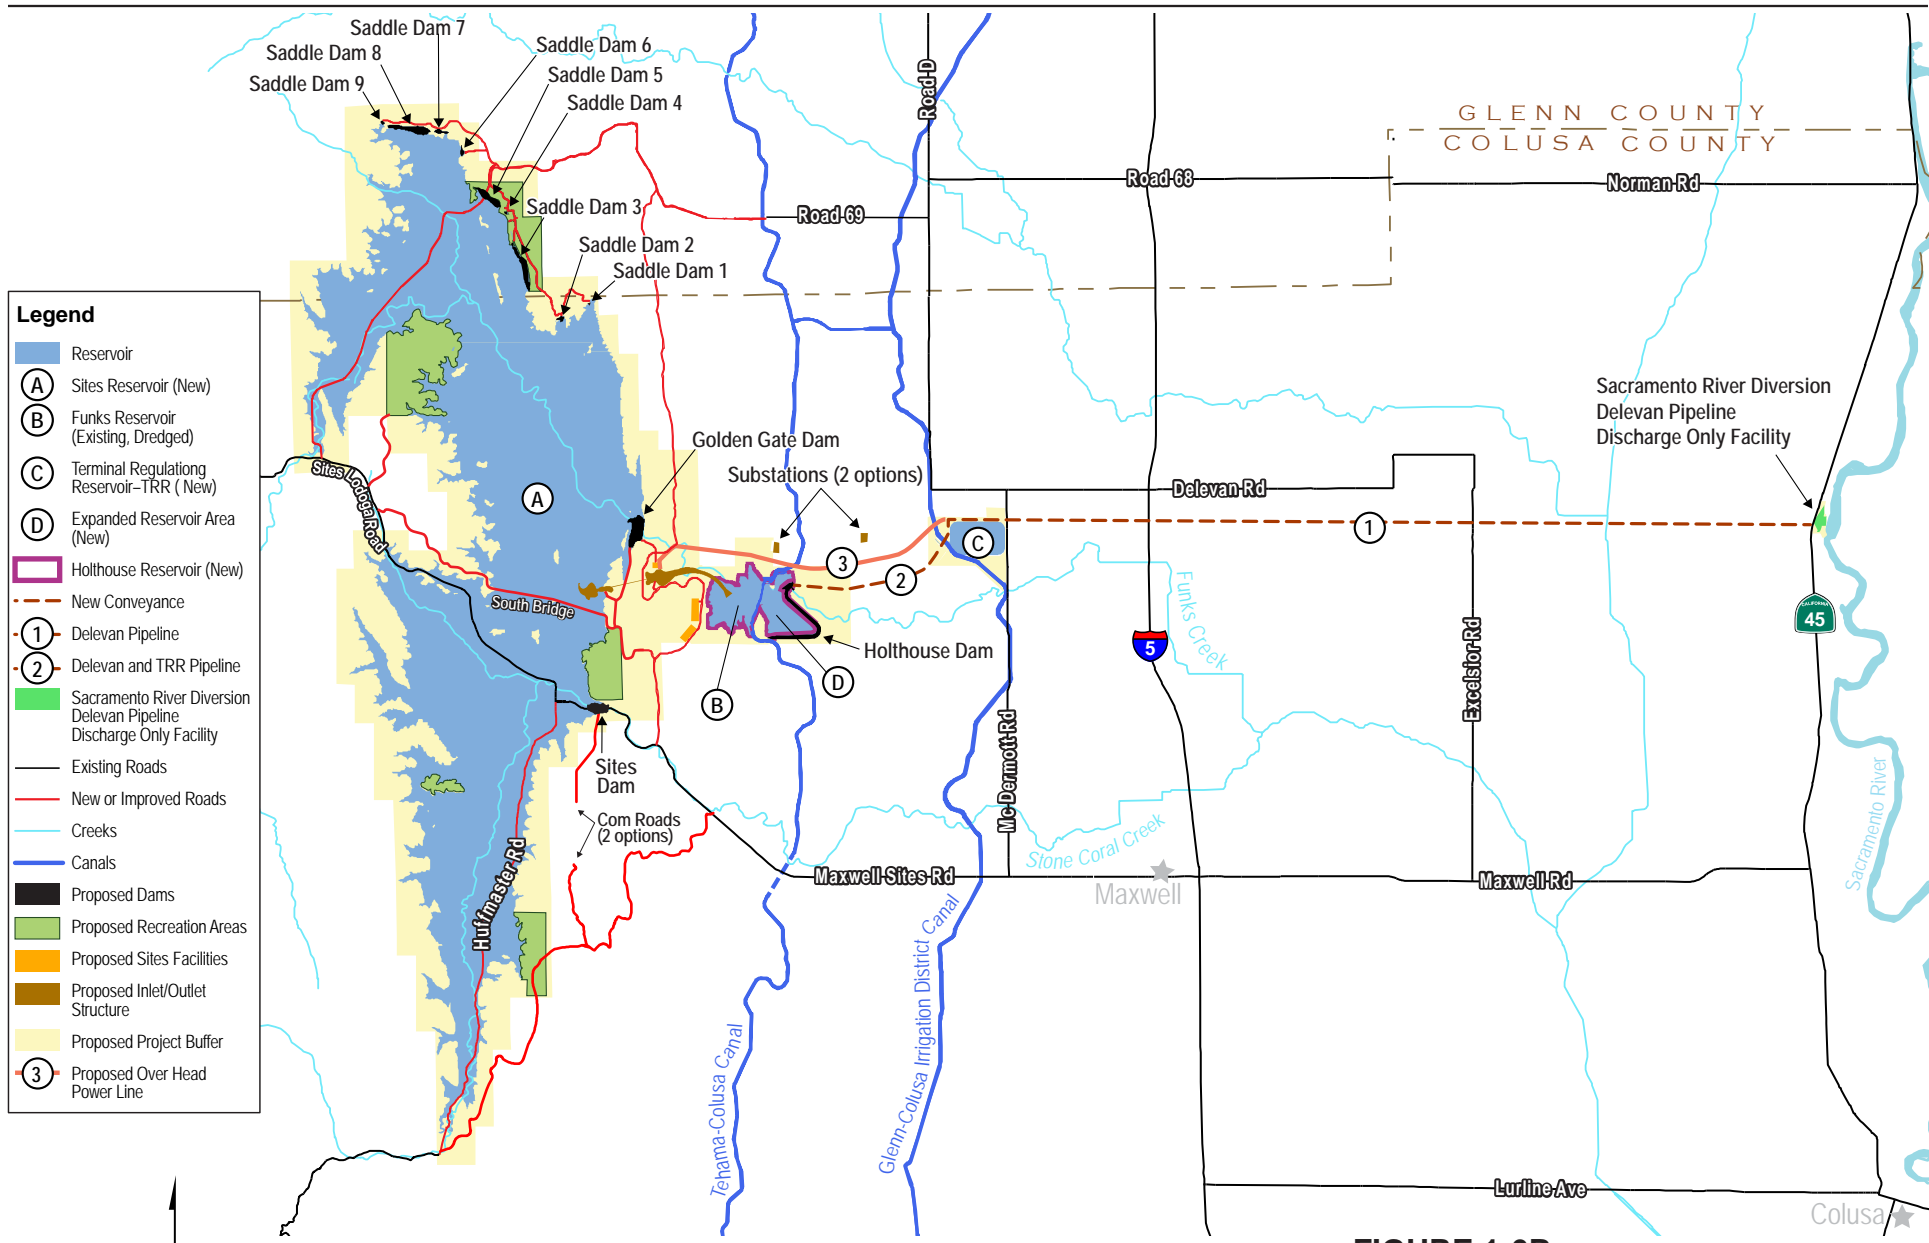 Saddle Dam 7
Saddle Dam 8
Saddle Dam 9
Saddle Dam 6
Saddle Dam 5
Saddle Dam 4
Saddle Dam 3
Saddle Dam 2
Saddle Dam 1
Road D
GLENN COUNTY
COLUSA COUNTY
Road 68
Norman Rd
Road 69
Legend
Reservoir
A Sites Reservoir (New)
B Funks Reservoir
(Existing, Dredged)
C Terminal Regulationg
Reservoir–TRR ( New)
D Expanded Reservoir Area
(New)
Holthouse Reservoir (New)
New Conveyance
1 Delevan Pipeline
2 Delevan and TRR Pipeline
Sacramento River Diversion
Delevan Pipeline
Discharge Only Facility
Existing Roads
New or Improved Roads
Creeks
Canals
Proposed Dams
Proposed Recreation Areas
Proposed Sites Facilities
Proposed Inlet/Outlet
Structure
Proposed Project Buffer
3 Proposed Over Head
Power Line
Sacramento River Diversion
Delevan Pipeline
Discharge Only Facility
Golden Gate Dam
Substations (2 options)
Sites Lodoga Road
Delevan Rd
A
C
1
3
2
South Bridge
Funks Creek
CALIFORNIA
45
5
Holthouse Dam
D
B
Excelsior Rd
Mc Dermott Rd
Sites
Dam
Com Roads
(2 options)
Huffmaster Rd
Stone Coral Creek
Maxwell Sites Rd
Maxwell
Maxwell Rd
Sacramento River
Tehama-Colusa Canal
Glenn-Colusa Irrigation District Canal
Lurline Ave
Colusa